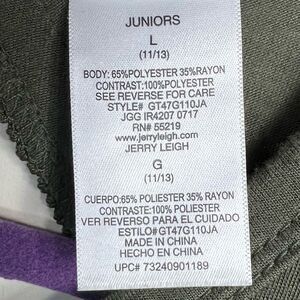 JUNIORS
L
(11/13)
BODY: 65%POLYESTER 35%RAYON
CONTRAST:100%POLYESTER
SEE REVERSE FOR CARE
STYLE# GT47G110JA
JGG IR4207 0717
RN# 55219
www.jerryleigh.com
JERRY LEIGH
G
(11/13)
CUERPO:65% POLIESTER 35% RAYON
CONTRASTE: 100% POLIESTER
VER REVERSO PARA EL CUIDADO
ESTILO#GT47G110JA
MADE IN CHINA
HECHO EN CHINA
UPC# 73240901189